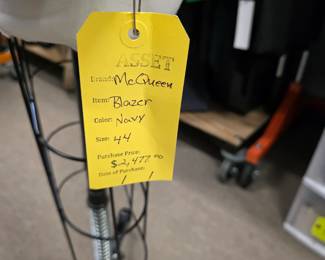 ASSET
Brand: McQueen
Item: Blazer
Color: Navy
Size: 44
Purchase Price:
$2,477.00
Date of Purchase:
/ /